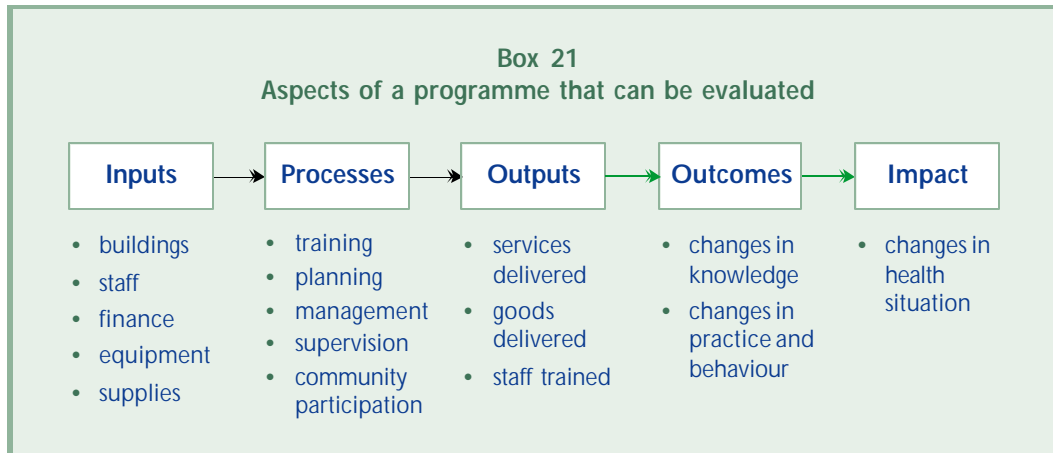 Box 21
Aspects of a programme that can be evaluated
Inputs
Processes
Outputs
Outcomes
Impact
• buildings
• staff
• finance
• equipment
• supplies
• training
• planning
• management
• supervision
• community
participation
• services
delivered
• goods
delivered
• staff trained
• changes in
knowledge
• changes in
practice and
behaviour
• changes in
health
situation